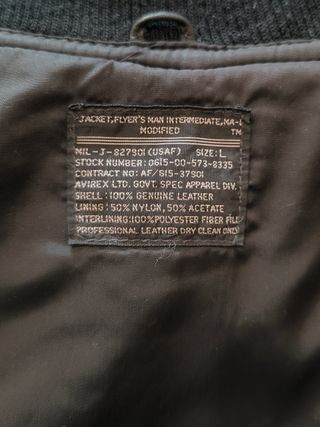 JACKET, FLYER'S MAN INTERMEDIATE, MA-1
MODIFIED TM
MIL-J-827901 (USAF) SIZE: L
STOCK NUMBER: 0615-00-573-8335
CONTRACT NO: AF/SI5-37901
AVIREX LTD. GOVT. SPEC APPAREL DIV.
SHELL: 100% GENUINE LEATHER
LINING: 50% NYLON, 50% ACETATE
INTERLINING: 100% POLYESTER FIBER FILL
PROFESSIONAL LEATHER DRY CLEAN ONLY